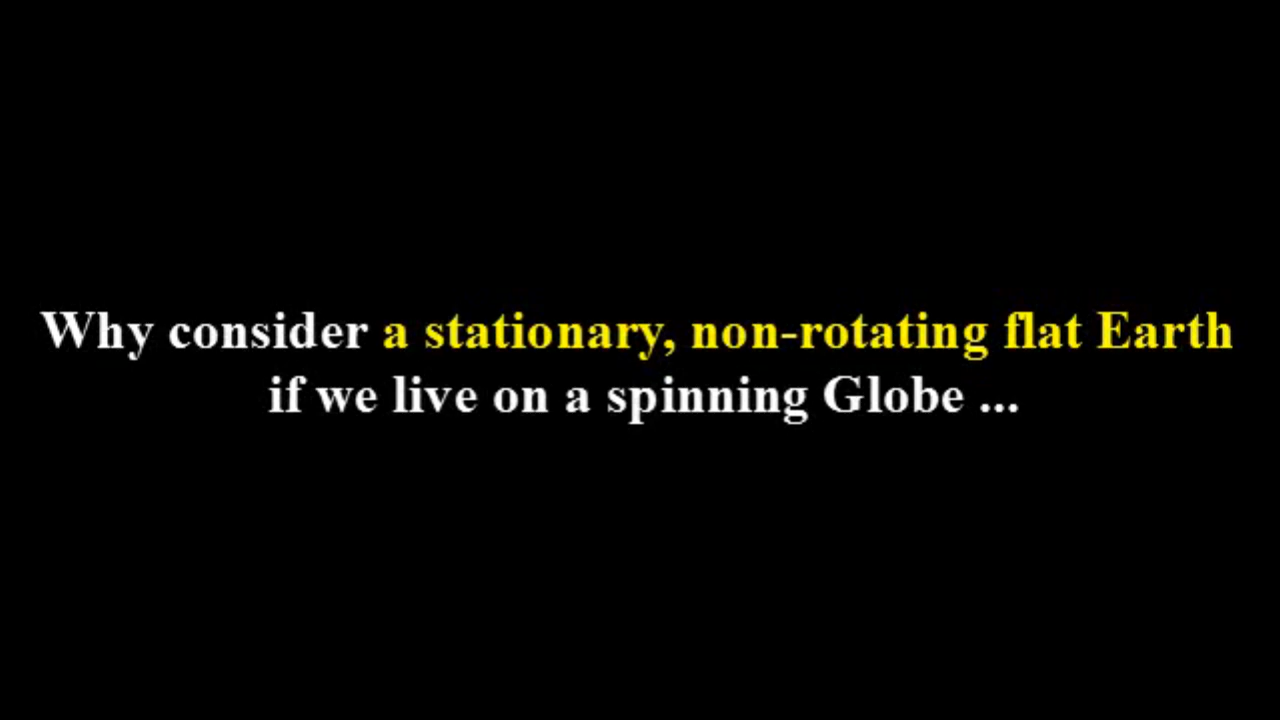 Why consider a stationary, non-rotating flat Earth
if we live on a spinning Globe ...